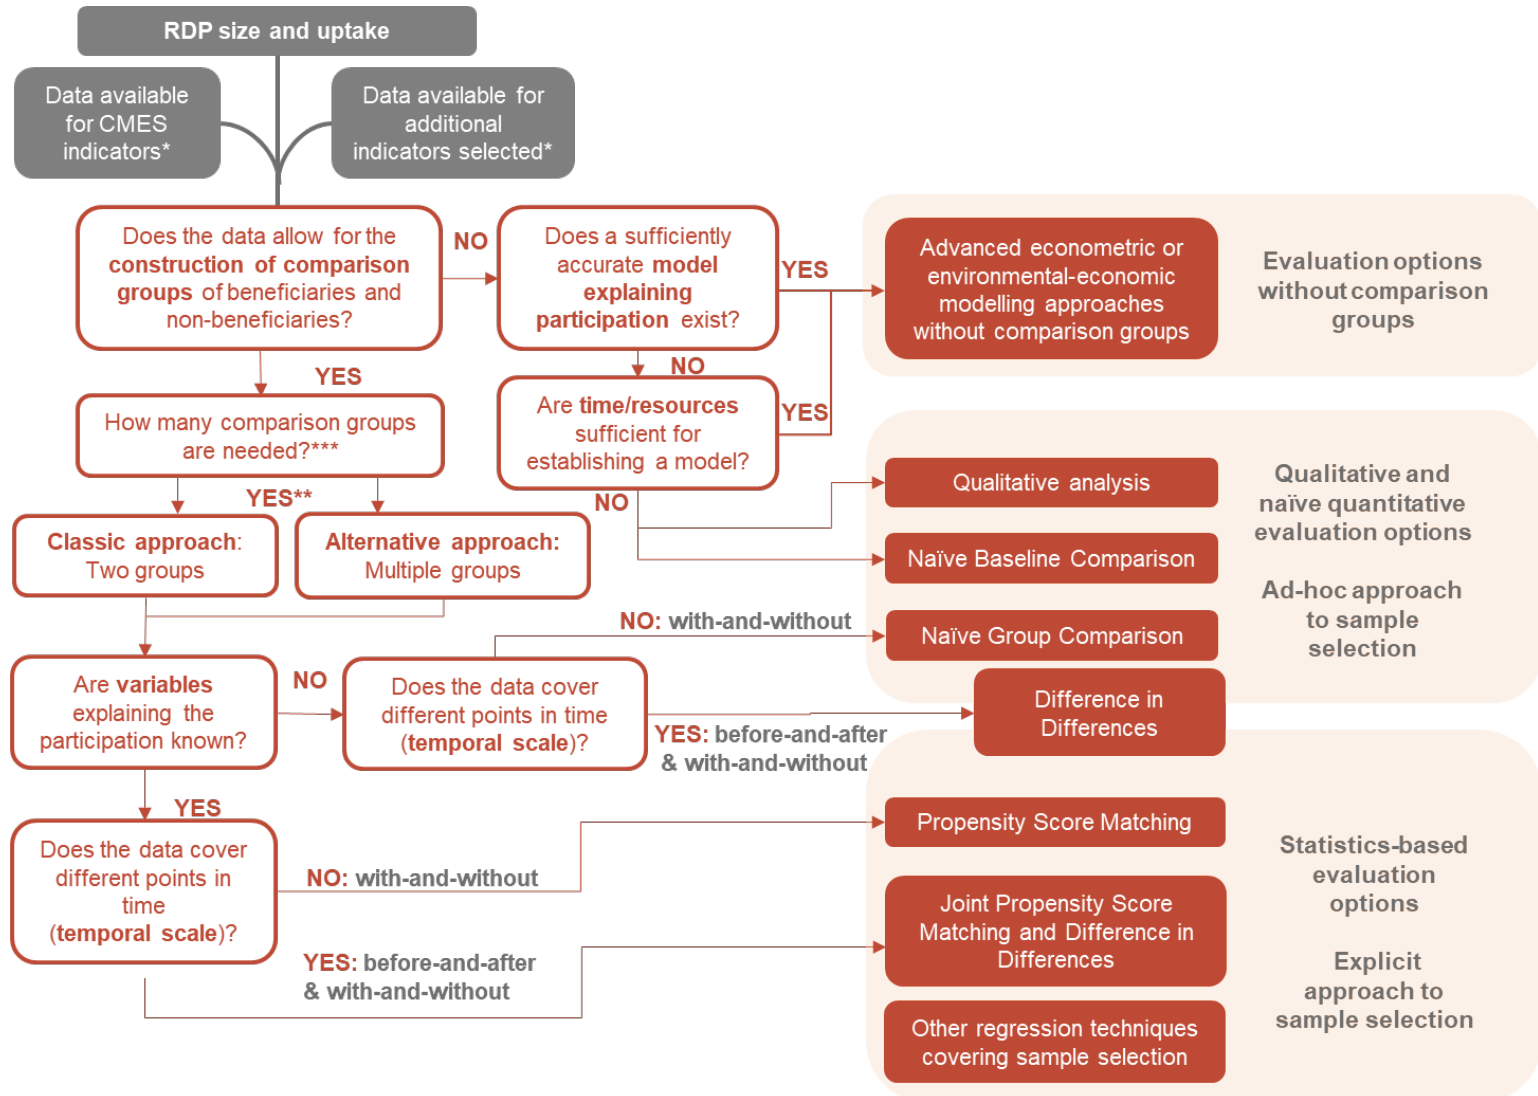 RDP size and uptake
Data available
for CMES
indicators*
Data available for
additional
indicators selected*
Does the data allow for the
construction of comparison
groups of beneficiaries and
non-beneficiaries?
NO
Does a sufficiently
accurate model
explaining
participation exist?
YES
Advanced econometric or
environmental-economic
modelling approaches
without comparison groups
Evaluation options
without comparison
groups
YES
NO
How many comparison groups
are needed?***
Are time/resources
sufficient for
establishing a model?
YES
NO
YES**
Classic approach:
Two groups
Alternative approach:
Multiple groups
Qualitative analysis
Naïve Baseline Comparison
Naïve Group Comparison
Qualitative and
naïve quantitative
evaluation options
Ad-hoc approach
to sample
selection
NO: with-and-without
Are variables
explaining the
participation known?
NO
Does the data cover
different points in time
(temporal scale)?
YES: before-and-after
& with-and-without
Difference in
Differences
YES
Does the data cover
different points in
time
(temporal scale)?
NO: with-and-without
YES: before-and-after
& with-and-without
Propensity Score Matching
Joint Propensity Score
Matching and Difference in
Differences
Other regression techniques
covering sample selection
Statistics-based
evaluation
options
Explicit
approach to
sample selection